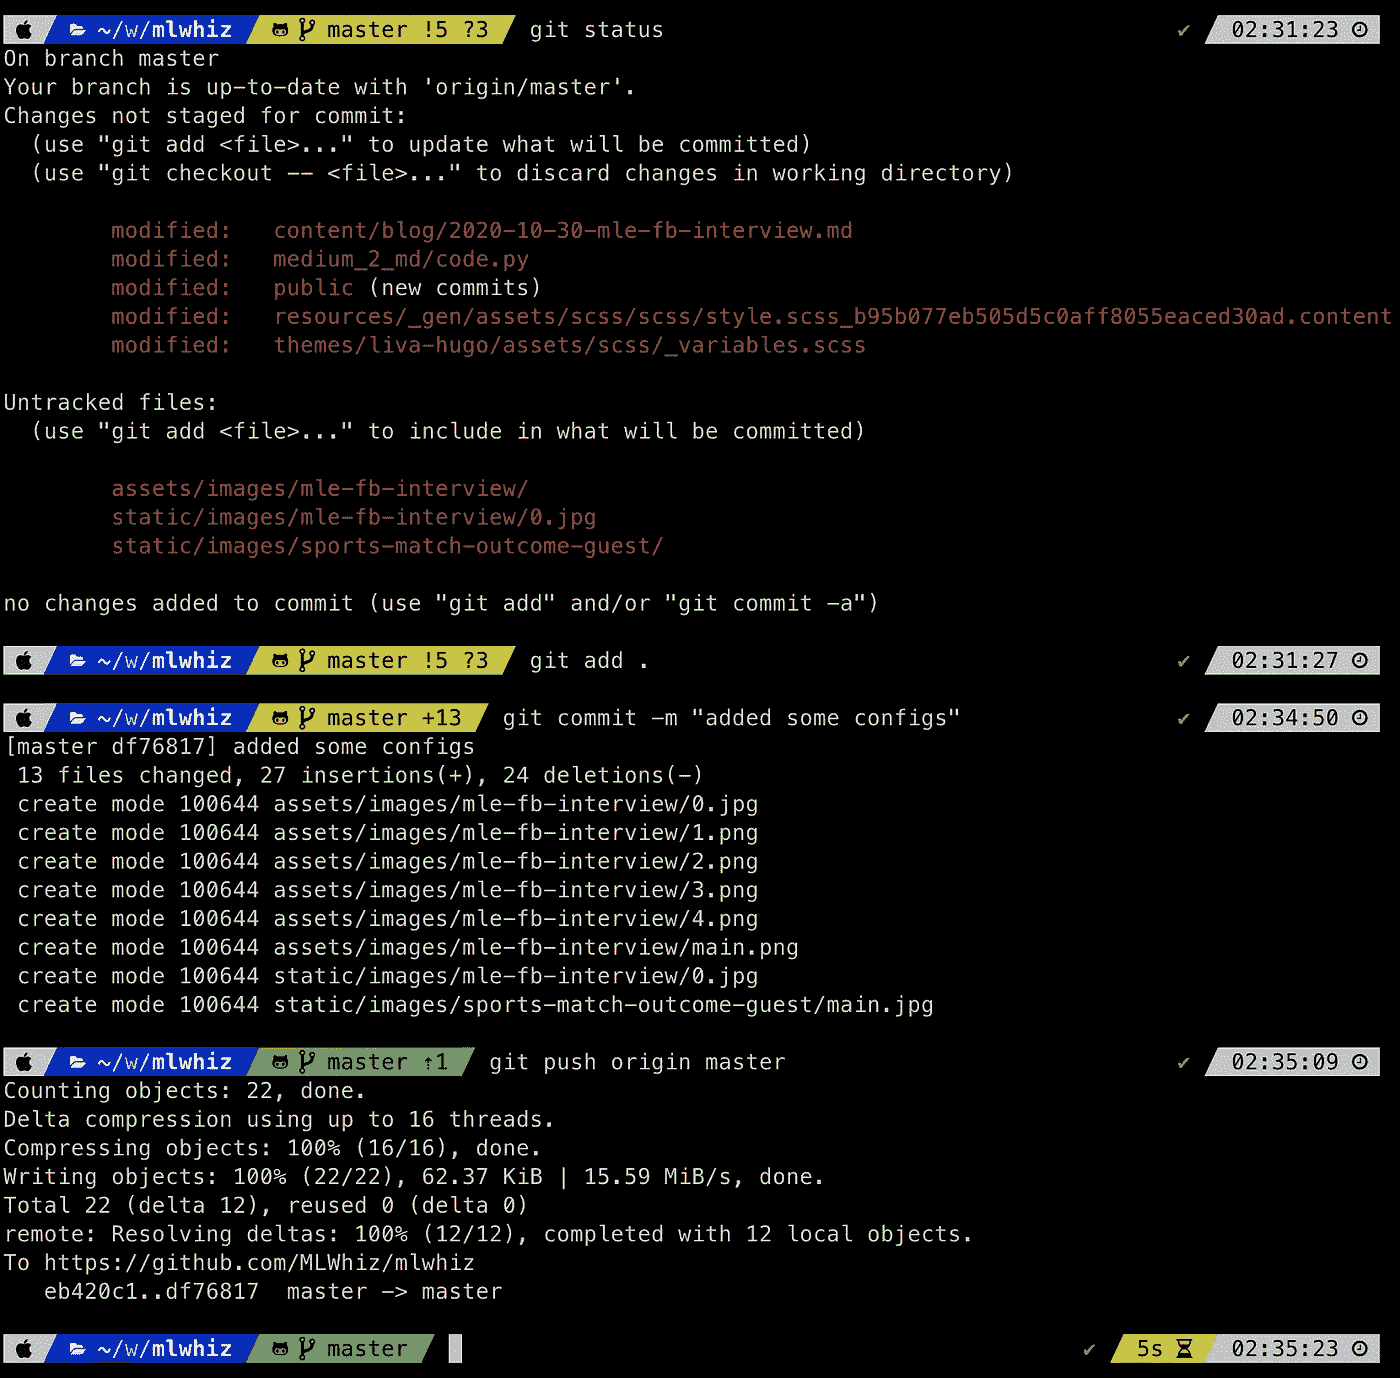 ~/w/mlwhiz master !5 ?3 git status ✔ 02:31:23
On branch master
Your branch is up-to-date with 'origin/master'.
Changes not staged for commit:
  (use "git add <file>..." to update what will be committed)
  (use "git checkout -- <file>..." to discard changes in working directory)
        modified:   content/blog/2020-10-30-mle-fb-interview.md
        modified:   medium_2_md/code.py
        modified:   public (new commits)
        modified:   resources/_gen/assets/scss/scss/style.scss_b95b077eb505d5c0aff8055eaced30ad.content
        modified:   themes/liva-hugo/assets/scss/_variables.scss
Untracked files:
  (use "git add <file>..." to include in what will be committed)
        assets/images/mle-fb-interview/
        static/images/mle-fb-interview/0.jpg
        static/images/sports-match-outcome-guest/
no changes added to commit (use "git add" and/or "git commit -a")
~/w/mlwhiz master !5 ?3 git add . ✔ 02:31:27
~/w/mlwhiz master +13 git commit -m "added some configs" ✔ 02:34:50
[master df76817] added some configs
 13 files changed, 27 insertions(+), 24 deletions(-)
 create mode 100644 assets/images/mle-fb-interview/0.jpg
 create mode 100644 assets/images/mle-fb-interview/1.png
 create mode 100644 assets/images/mle-fb-interview/2.png
 create mode 100644 assets/images/mle-fb-interview/3.png
 create mode 100644 assets/images/mle-fb-interview/4.png
 create mode 100644 assets/images/mle-fb-interview/main.png
 create mode 100644 static/images/mle-fb-interview/0.jpg
 create mode 100644 static/images/sports-match-outcome-guest/main.jpg
~/w/mlwhiz master ⇡1 git push origin master ✔ 02:35:09
Counting objects: 22, done.
Delta compression using up to 16 threads.
Compressing objects: 100% (16/16), done.
Writing objects: 100% (22/22), 62.37 KiB | 15.59 MiB/s, done.
Total 22 (delta 12), reused 0 (delta 0)
remote: Resolving deltas: 100% (12/12), completed with 12 local objects.
To https://github.com/MLWhiz/mlwhiz
   eb420c1..df76817  master -> master
~/w/mlwhiz master ✔ 5s 02:35:23